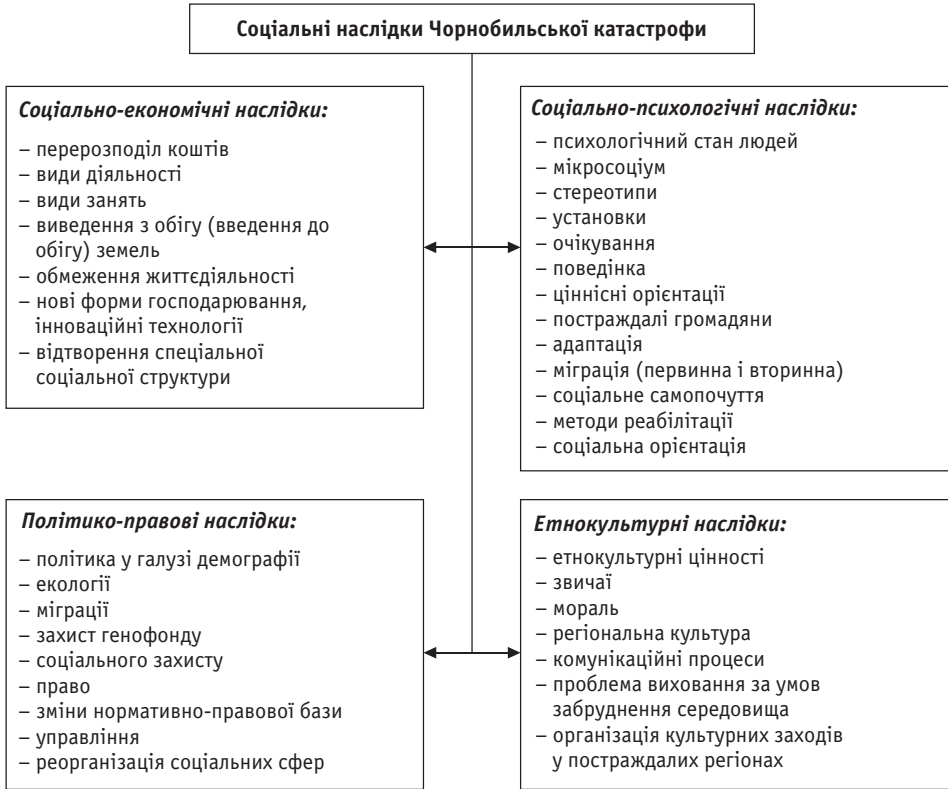 Соціальні наслідки Чорнобильської катастрофи
Соціально-економічні наслідки:
– перерозподіл коштів
– види діяльності
– види занять
– виведення з обігу (введення до
обігу) земель
– обмеження життєдіяльності
– нові форми господарювання,
інноваційні технології
– відтворення спеціальної
соціальної структури
Соціально-психологічні наслідки:
– психологічний стан людей
– мікросоціум
– стереотипи
– установки
– очікування
– поведінка
– ціннісні орієнтації
– постраждалі громадяни
– адаптація
– міграція (первинна і вторинна)
– соціальне самопочуття
– методи реабілітації
– соціальна орієнтація
Політико-правові наслідки:
– політика у галузі демографії
– екології
– міграції
– захист генофонду
– соціального захисту
– право
– зміни нормативно-правової бази
– управління
– реорганізація соціальних сфер
Етнокультурні наслідки:
– етнокультурні цінності
– звичаї
– мораль
– регіональна культура
– комунікаційні процеси
– проблема виховання за умов
забруднення середовища
– організація культурних заходів
у постраждалих регіонах